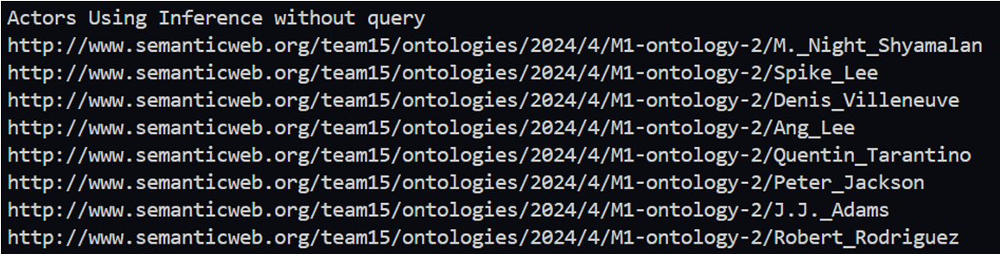 Actors Using Inference without query
http://www.semanticweb.org/team15/ontologies/2024/4/M1-ontology-2/M._Night_Shyamalan
http://www.semanticweb.org/team15/ontologies/2024/4/M1-ontology-2/Spike_Lee
http://www.semanticweb.org/team15/ontologies/2024/4/M1-ontology-2/Denis_Villeneuve
http://www.semanticweb.org/team15/ontologies/2024/4/M1-ontology-2/Ang_Lee
http://www.semanticweb.org/team15/ontologies/2024/4/M1-ontology-2/Quentin_Tarantino
http://www.semanticweb.org/team15/ontologies/2024/4/M1-ontology-2/Peter_Jackson
http://www.semanticweb.org/team15/ontologies/2024/4/M1-ontology-2/J.J._Adams
http://www.semanticweb.org/team15/ontologies/2024/4/M1-ontology-2/Robert_Rodriguez